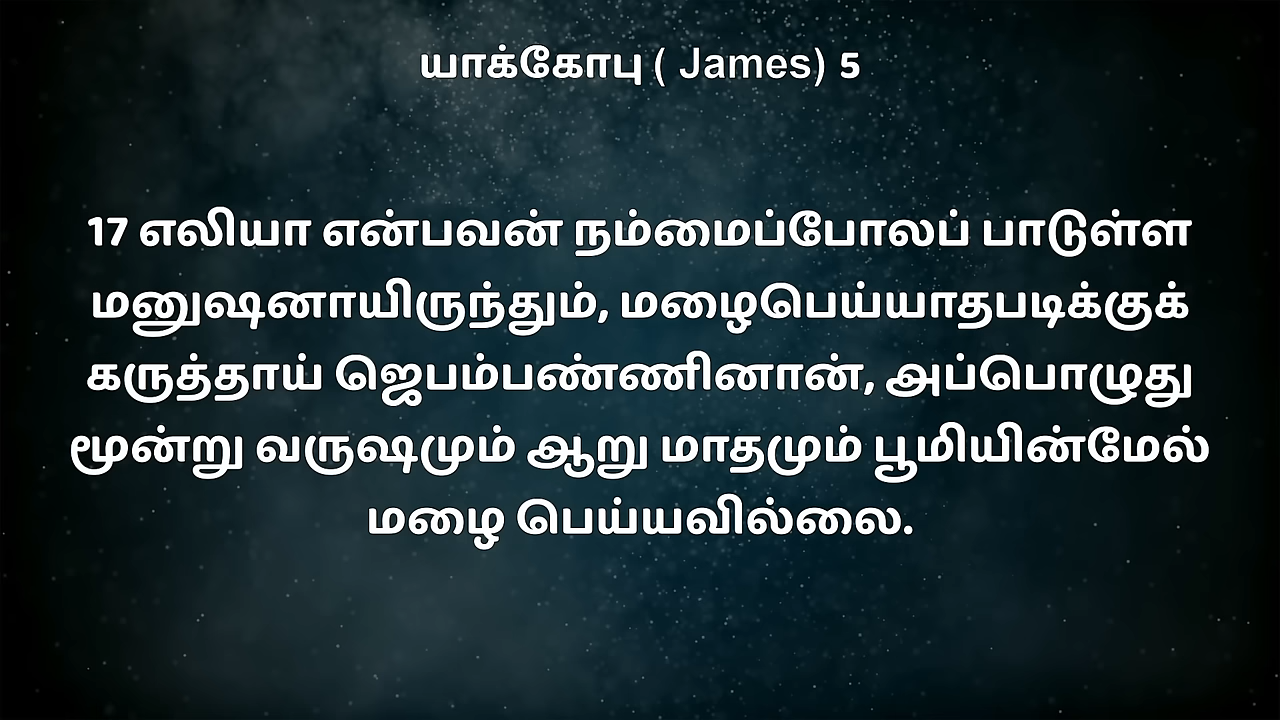 யாக்கோபு ( James) 5
17 எலியா என்பவன் நம்மைப்போலப் பாடுள்ள
மனுஷனாயிருந்தும், மழைபெய்யாதபடிக்குக்
கருத்தாய் ஜெபம்பண்ணினான், அப்பொழுது
மூன்று வருஷமும் ஆறு மாதமும் பூமியின்மேல்
மழை பெய்யவில்லை.